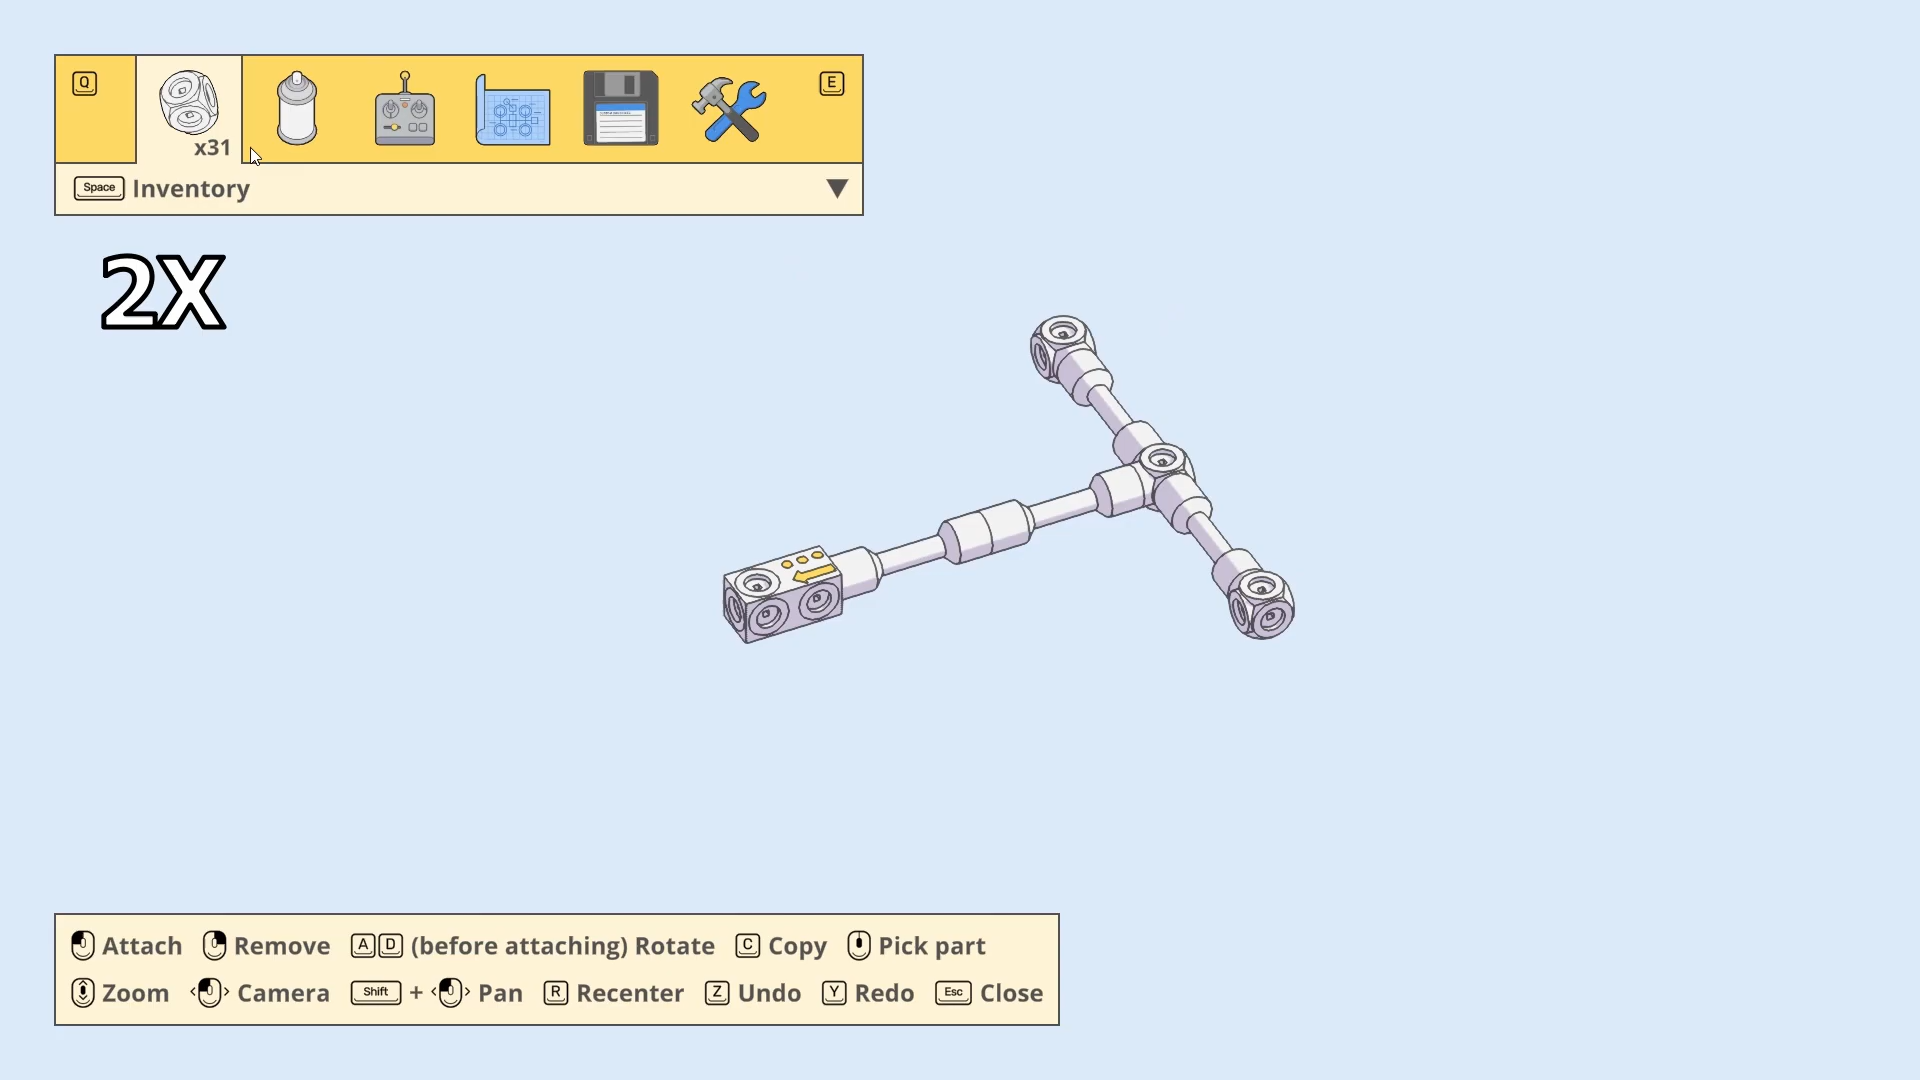 Q
E
x31
Space Inventory
2X
Attach Remove A D (before attaching) Rotate C Copy Pick part
Zoom Camera Shift + Pan R Recenter Z Undo Y Redo Esc Close